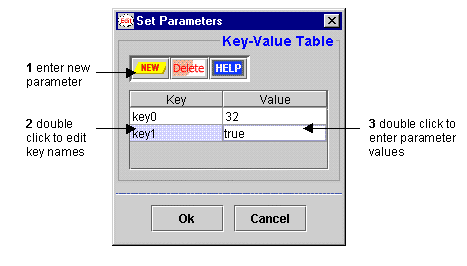 Set Parameters
Key-Value Table
1 enter new
parameter
NEW Delete HELP
Key Value
key0 32
key1 true
2 double
click to edit
key names
3 double click to
enter parameter
values
Ok Cancel